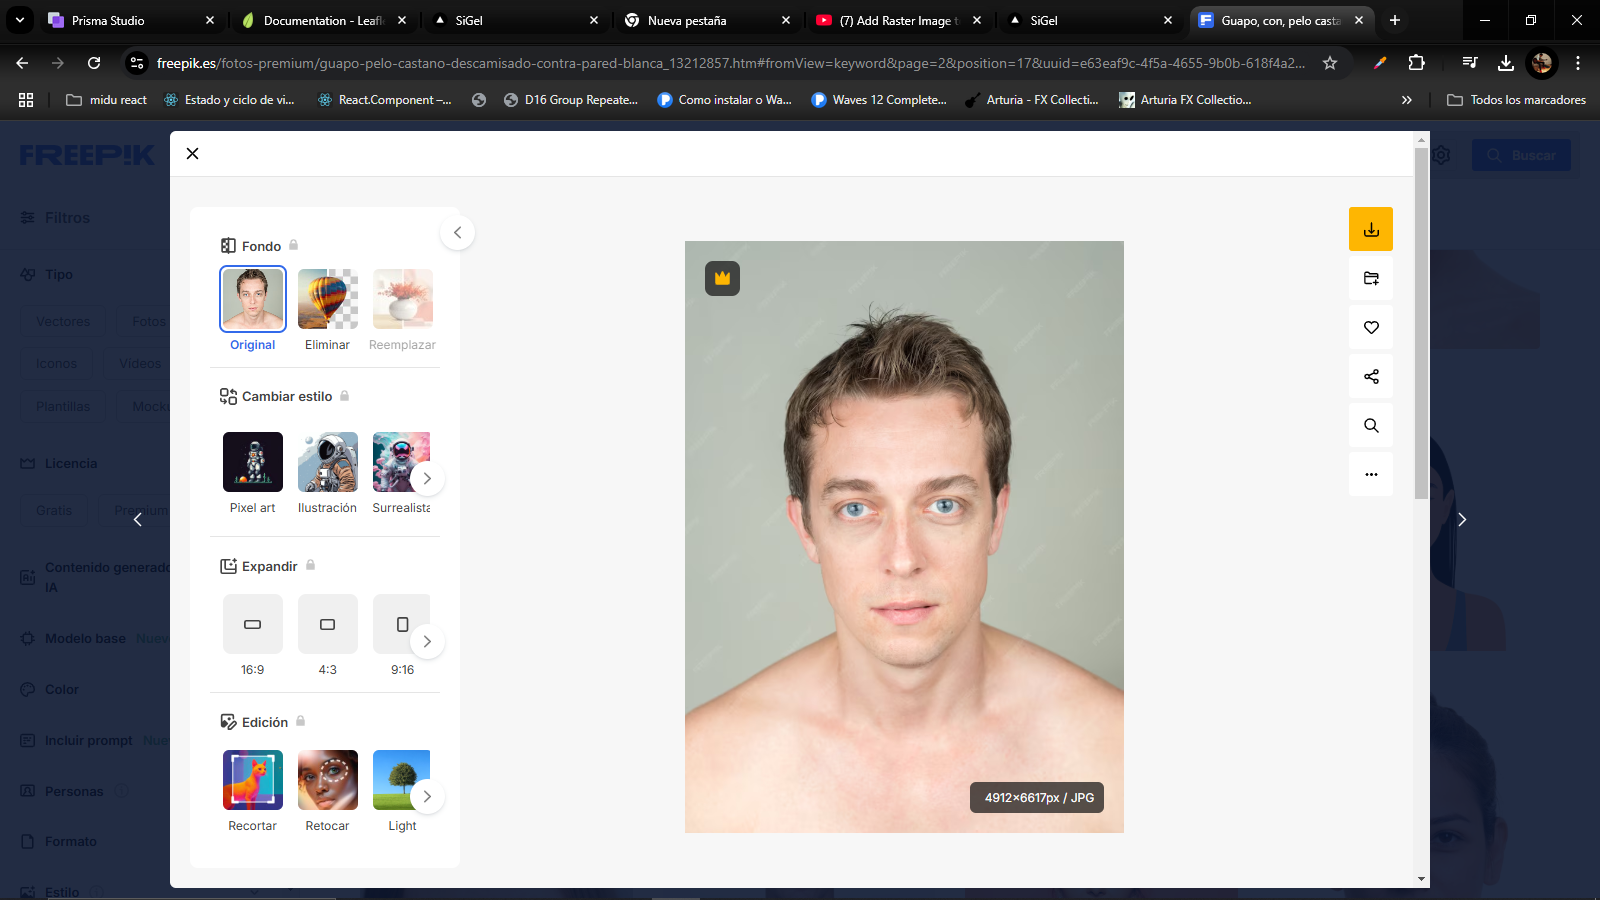 Prisma Studio
Documentation - Leafl
SiGel
Nueva pestaña
(7) Add Raster Image t
SiGel
Guapo, con, pelo casta
freepik.es/fotos-premium/guapo-pelo-castano-descamisado-contra-pared-blanca_13212857.htm#fromView=keyword&page=2&position=17&uuid=e63eaf9c-4f5a-4655-9b0b-618f4a2...
midu react
Estado y ciclo de vi...
React.Component –...
D16 Group Repeate...
Como instalar o Wa...
Waves 12 Complete...
Arturia - FX Collecti...
Arturia FX Collectio...
»
Todos los marcadores
FREEPIK
Buscar
Filtros
Tipo
Vectores
Fotos
Iconos
Vídeos
Plantillas
Mocku
Licencia
Gratis
Premium
Contenido generado
IA
Modelo base Nuev
Color
Incluir prompt Nue
Personas
Formato
Estilo
Fondo
Original
Eliminar
Reemplazar
Cambiar estilo
Pixel art
Ilustración
Surrealista
Expandir
16:9
4:3
9:16
Edición
Recortar
Retocar
Light
4912×6617px / JPG